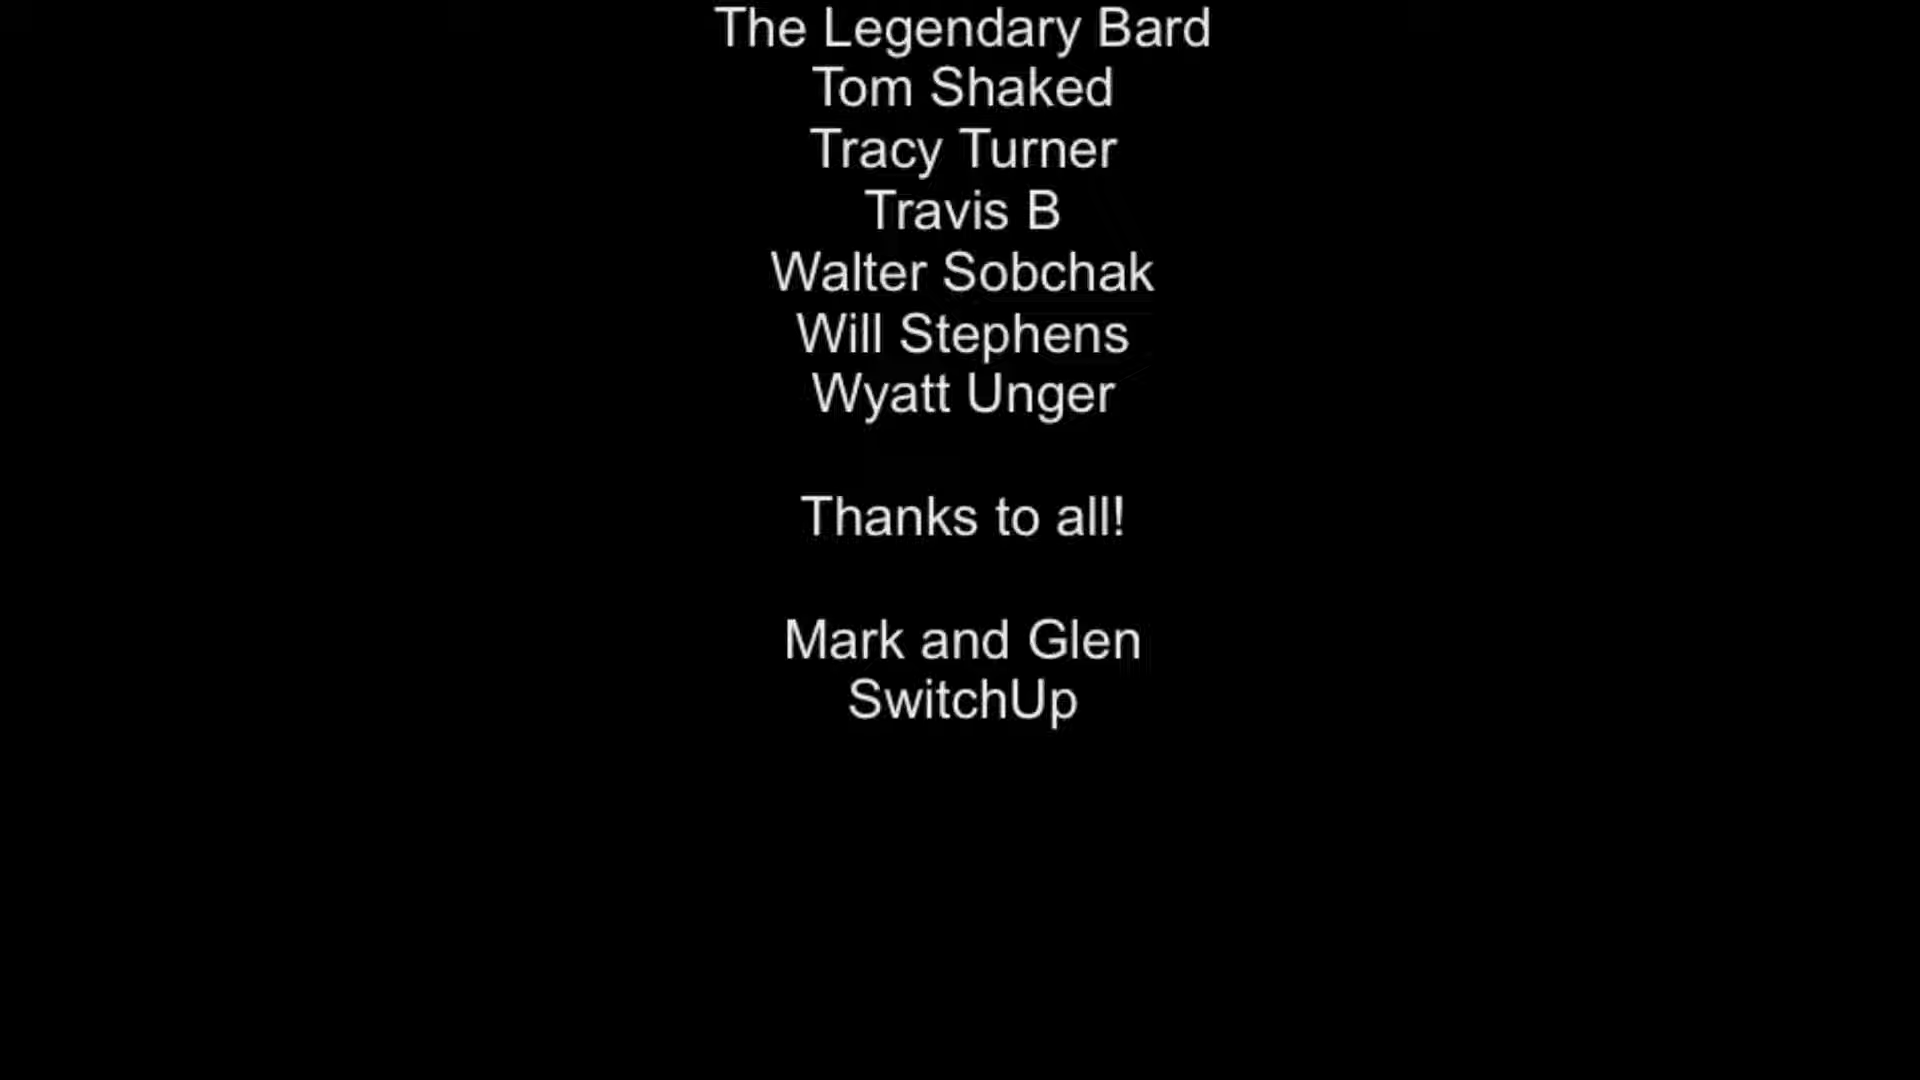 The Legendary Bard
Tom Shaked
Tracy Turner
Travis B
Walter Sobchak
Will Stephens
Wyatt Unger
Thanks to all!
Mark and Glen
SwitchUp